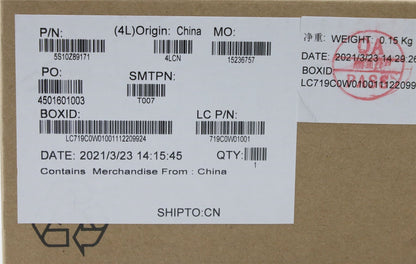 P/N:
(4L)Origin: China
MO:
5S10Z89171
4LCN
15236757
PO:
SMTPN:
4501601003
T007
BOXID:
LC P/N:
LC719C0W01001112209924
719C0W01001
DATE: 2021/3/23 14:15:45
QTY:
1
Contains Merchandise From : China
SHIPTO:CN
净重: WEIGHT: 0.15 Kg
DATE: 2021/3/23 14:29:26
BOXID:
LC719C0W010011122099
PASS